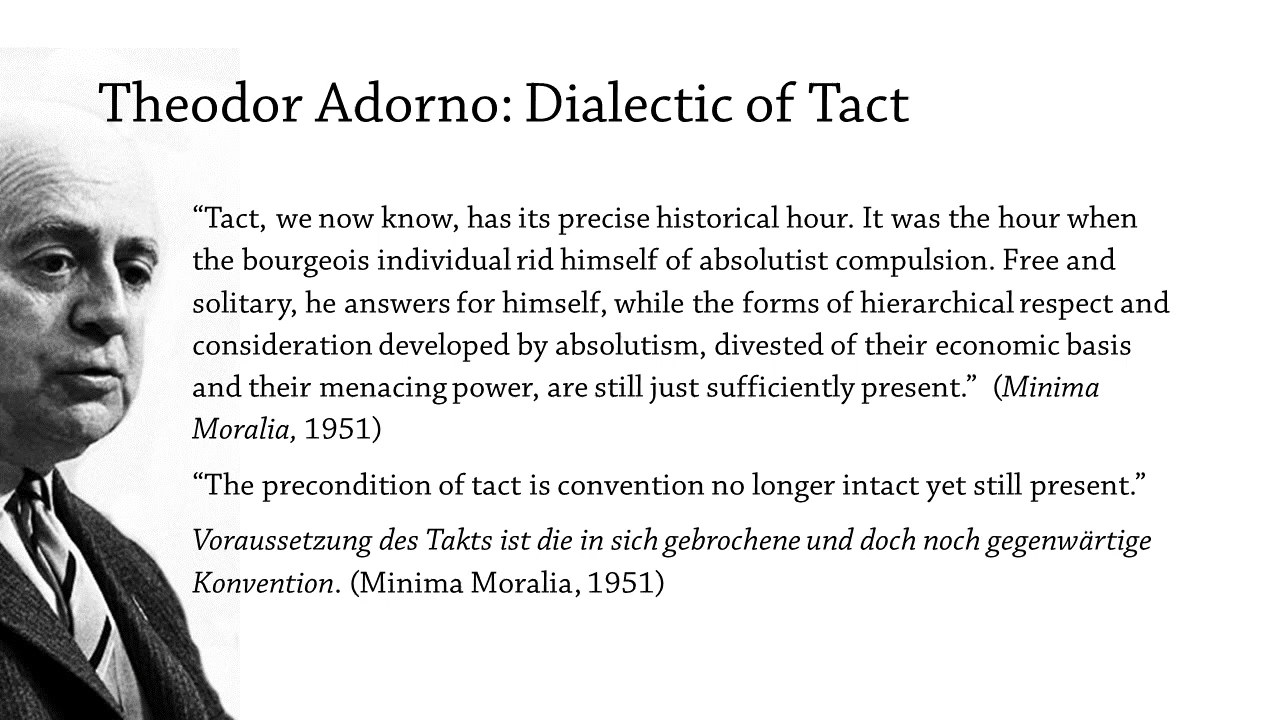 Theodor Adorno: Dialectic of Tact
“Tact, we now know, has its precise historical hour. It was the hour when
the bourgeois individual rid himself of absolutist compulsion. Free and
solitary, he answers for himself, while the forms of hierarchical respect and
consideration developed by absolutism, divested of their economic basis
and their menacing power, are still just sufficiently present.” (Minima
Moralia, 1951)
“The precondition of tact is convention no longer intact yet still present.”
Voraussetzung des Takts ist die in sich gebrochene und doch noch gegenwärtige
Konvention. (Minima Moralia, 1951)